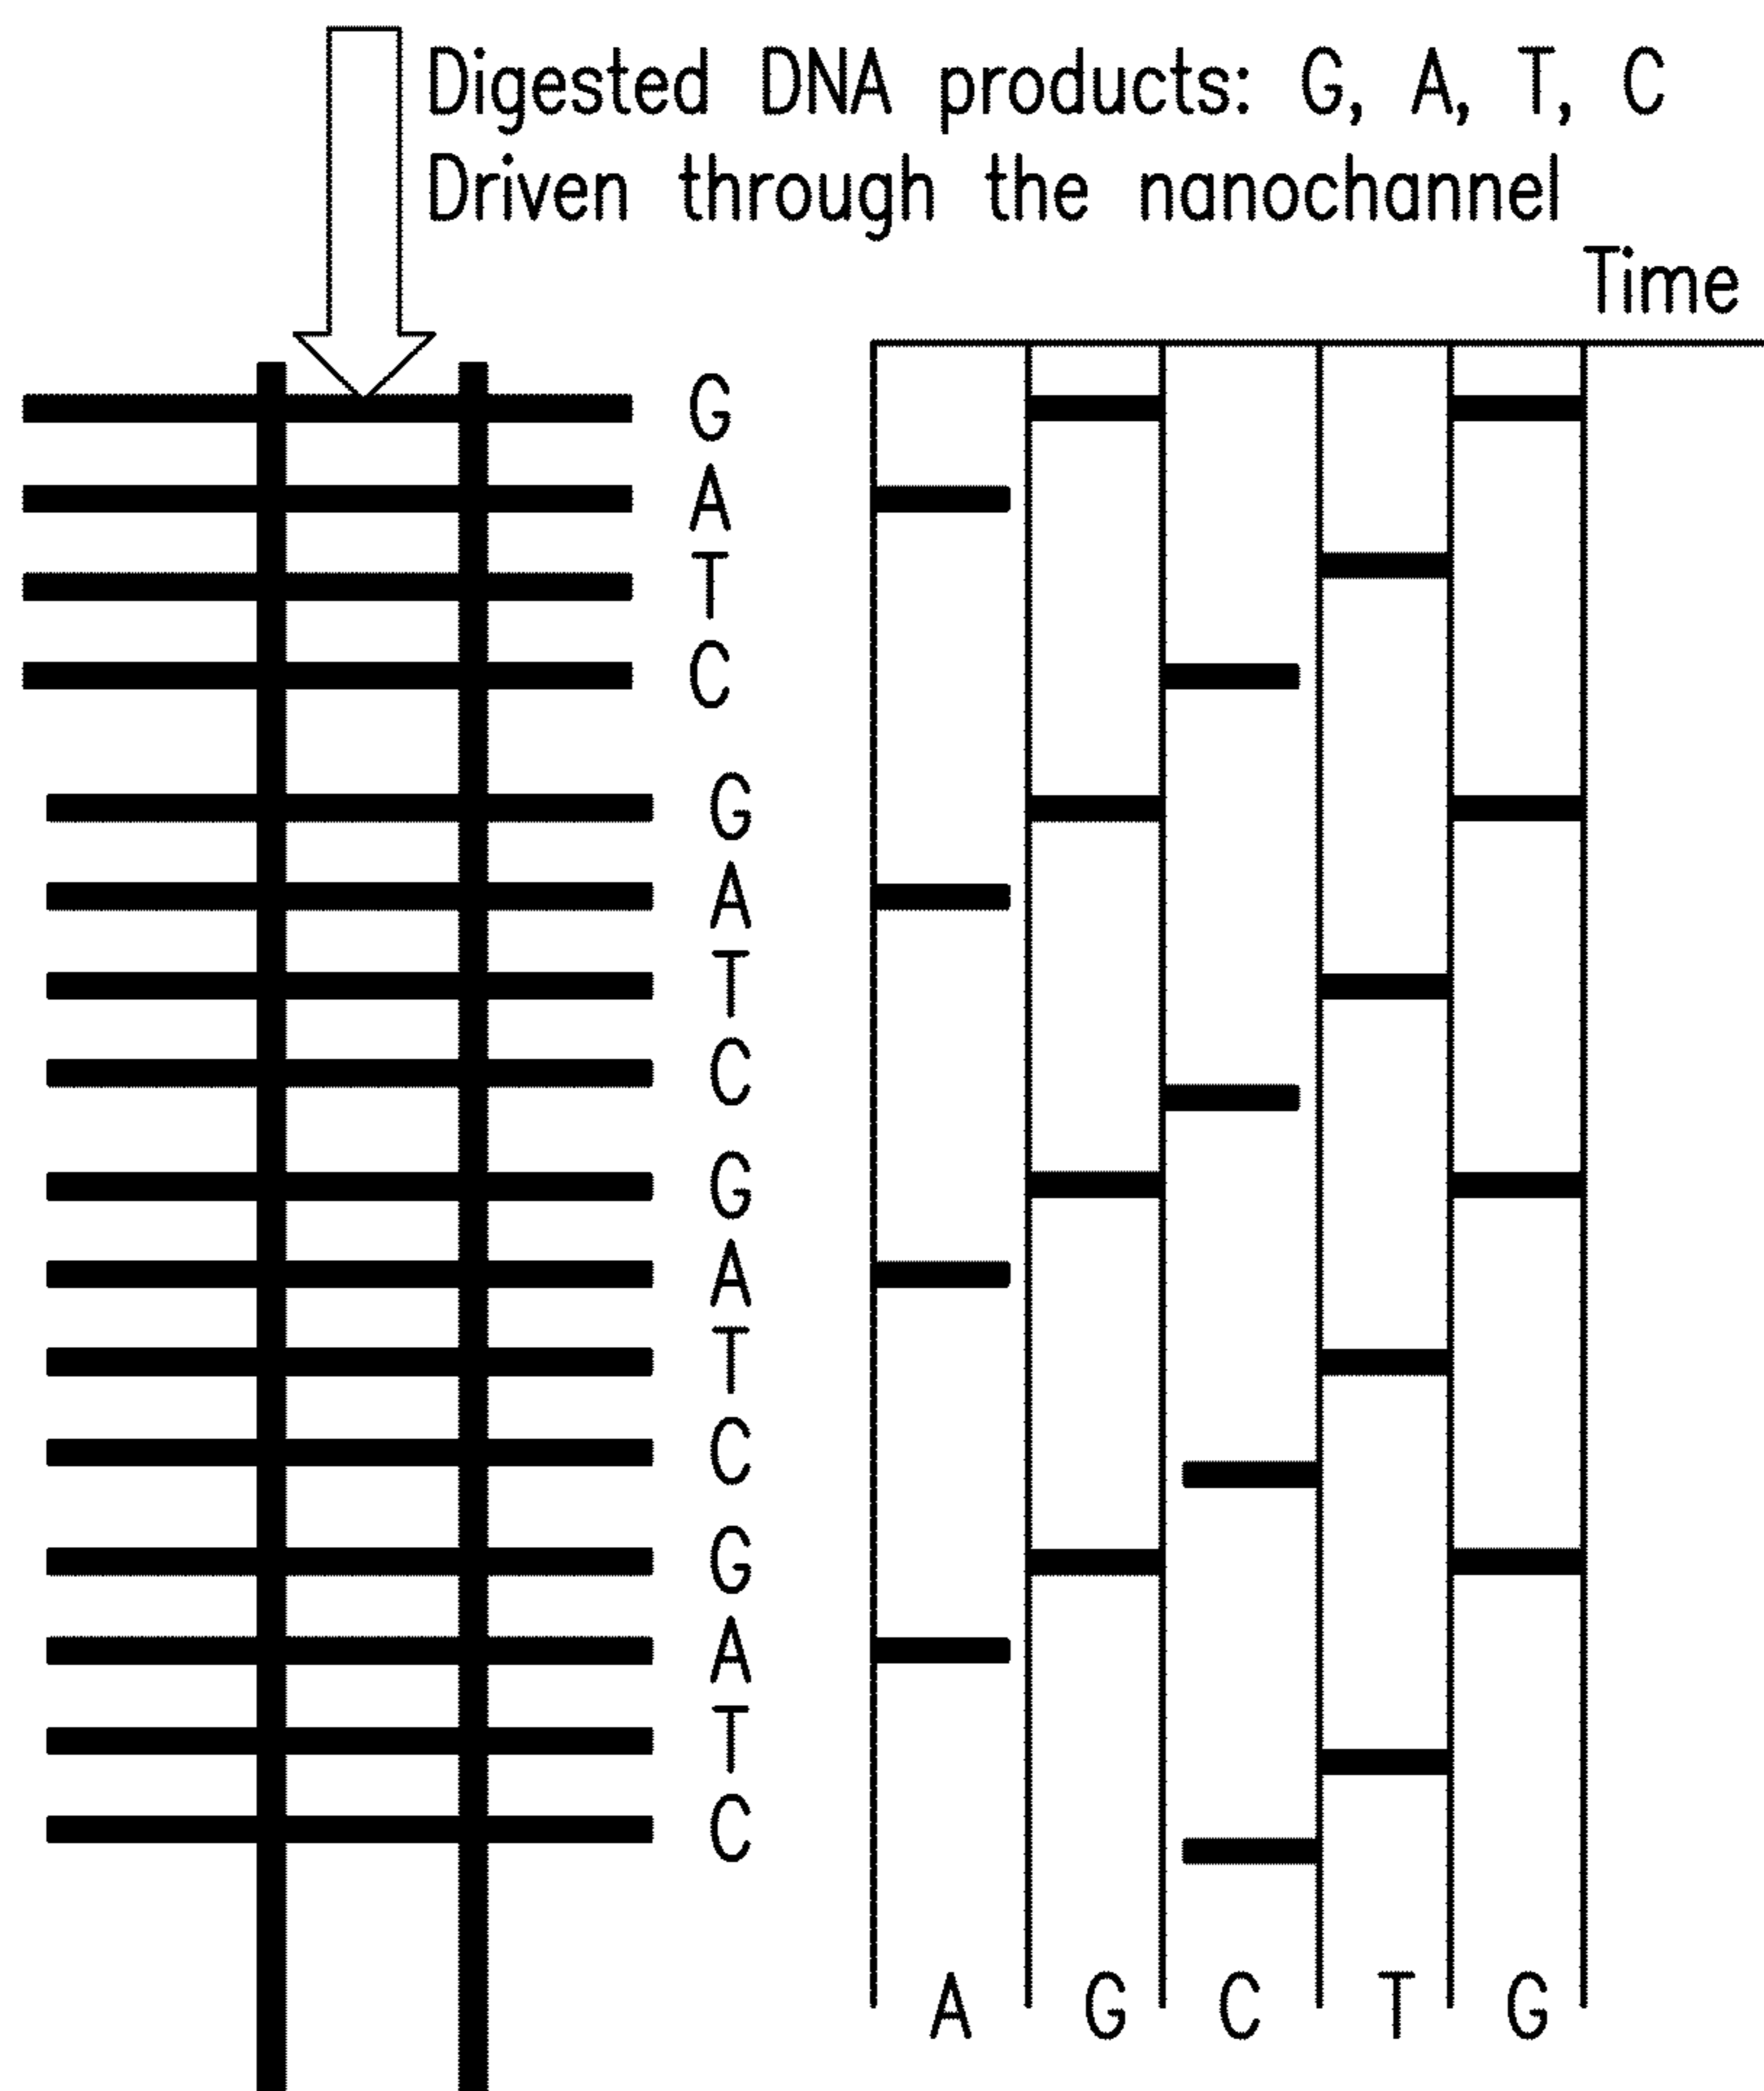 Digested DNA products: G, A, T, C
Driven through the nanochannel
Time
G
A
T
C
G
A
T
C
G
A
T
C
G
A
T
C
A G C T G